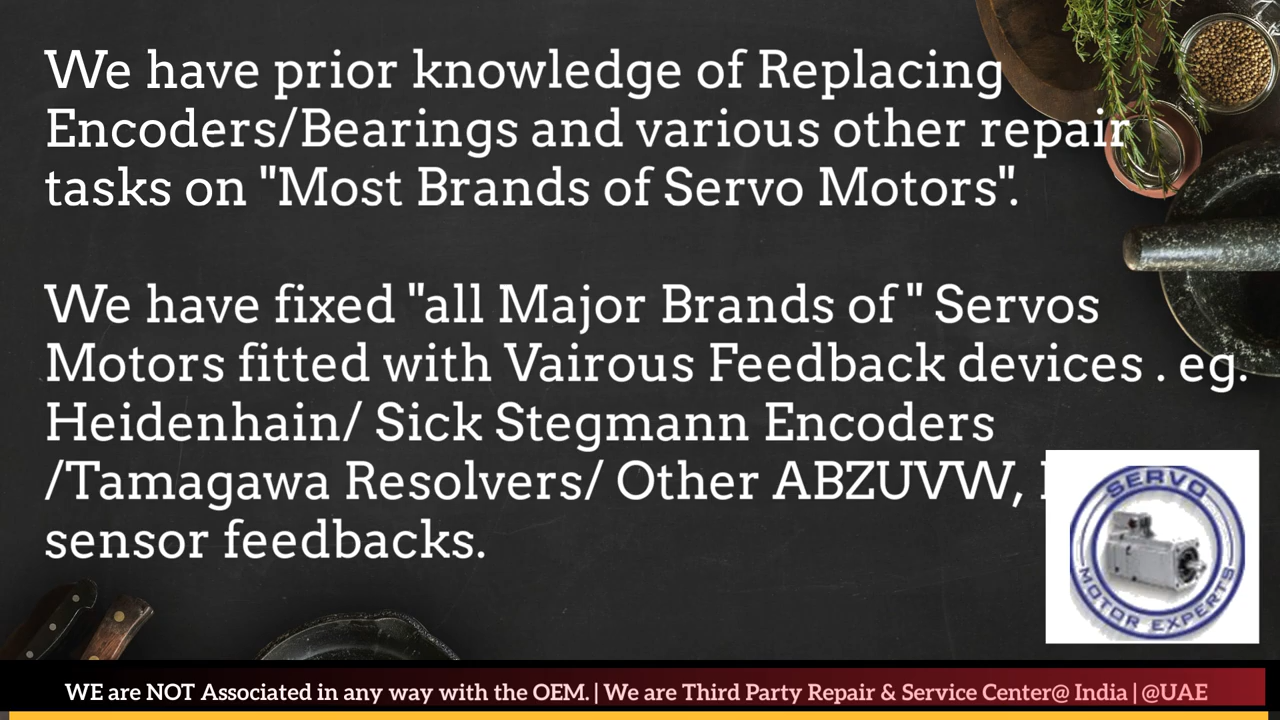 We have prior knowledge of Replacing
Encoders/Bearings and various other repair
tasks on "Most Brands of Servo Motors".
We have fixed "all Major Brands of " Servos
Motors fitted with Vairous Feedback devices . eg.
Heidenhain/ Sick Stegmann Encoders
/Tamagawa Resolvers/ Other ABZUVW,
sensor feedbacks.
SERVO
MOTOR EXPERTS
WE are NOT Associated in any way with the OEM. | We are Third Party Repair & Service Center@ India | @UAE